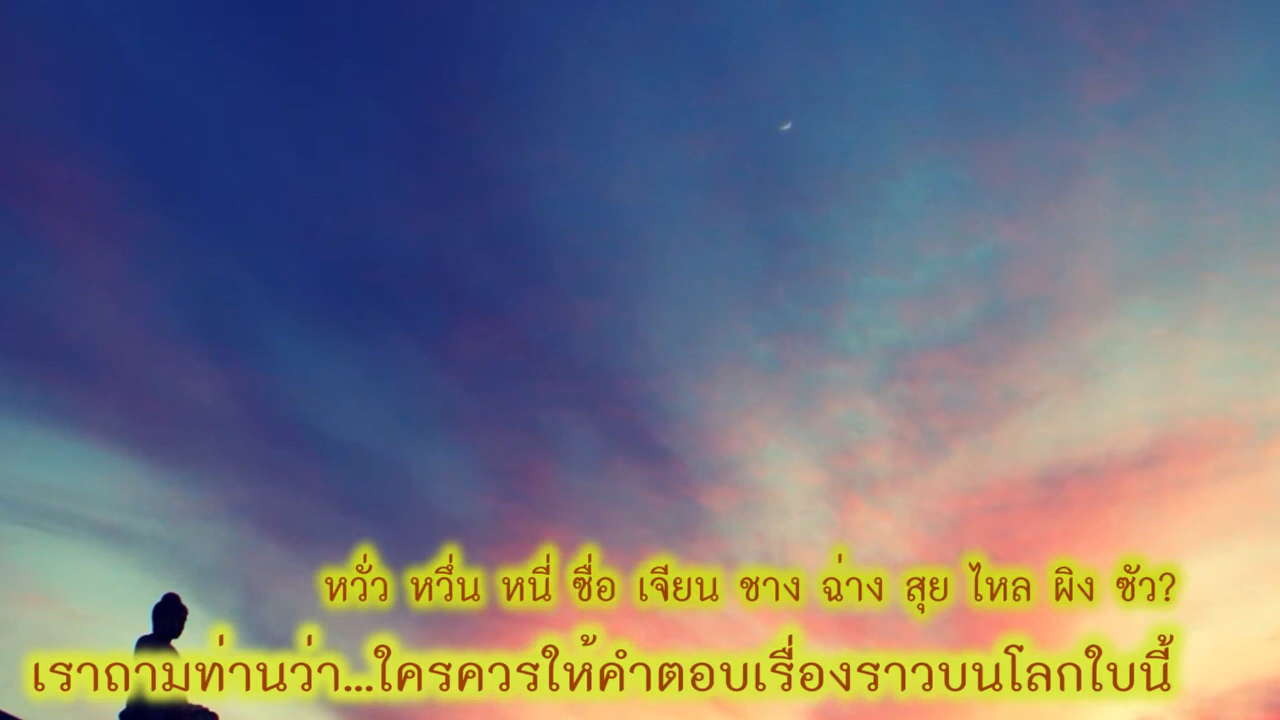 หวั่ว หวึ่น หนี่ ซื่อ เจียน ชาง ฉ่าง สุย ไหล ผิง ซัว?
เราถามท่านว่า...ใครควรให้คำตอบเรื่องราวบนโลกใบนี้